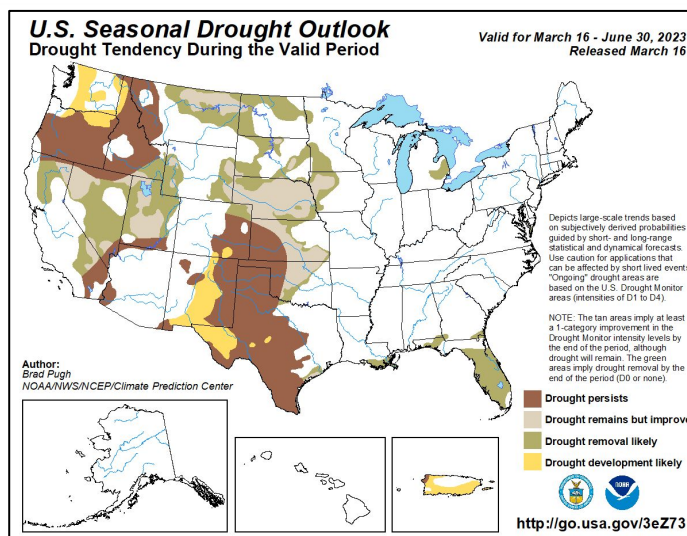 U.S. Seasonal Drought Outlook
Drought Tendency During the Valid Period
Valid for March 16 - June 30, 2023
Released March 16
Depicts large-scale trends based
on subjectively derived probabilities
guided by short- and long-range
statistical and dynamical forecasts.
Use caution for applications that
can be affected by short lived event
"Ongoing" drought areas are
based on the U.S. Drought Monitor
areas (intensities of D1 to D4).
NOTE: The tan areas imply at least
a 1-category improvement in the
Drought Monitor intensity levels by
the end of the period, although
drought will remain. The green
areas imply drought removal by the
end of the period (D0 or none).
Author:
Brad Pugh
NOAA/NWS/NCEP/Climate Prediction Center
Drought persists
Drought remains but improve
Drought removal likely
Drought development likely
NOAA
http://go.usa.gov/3eZ73